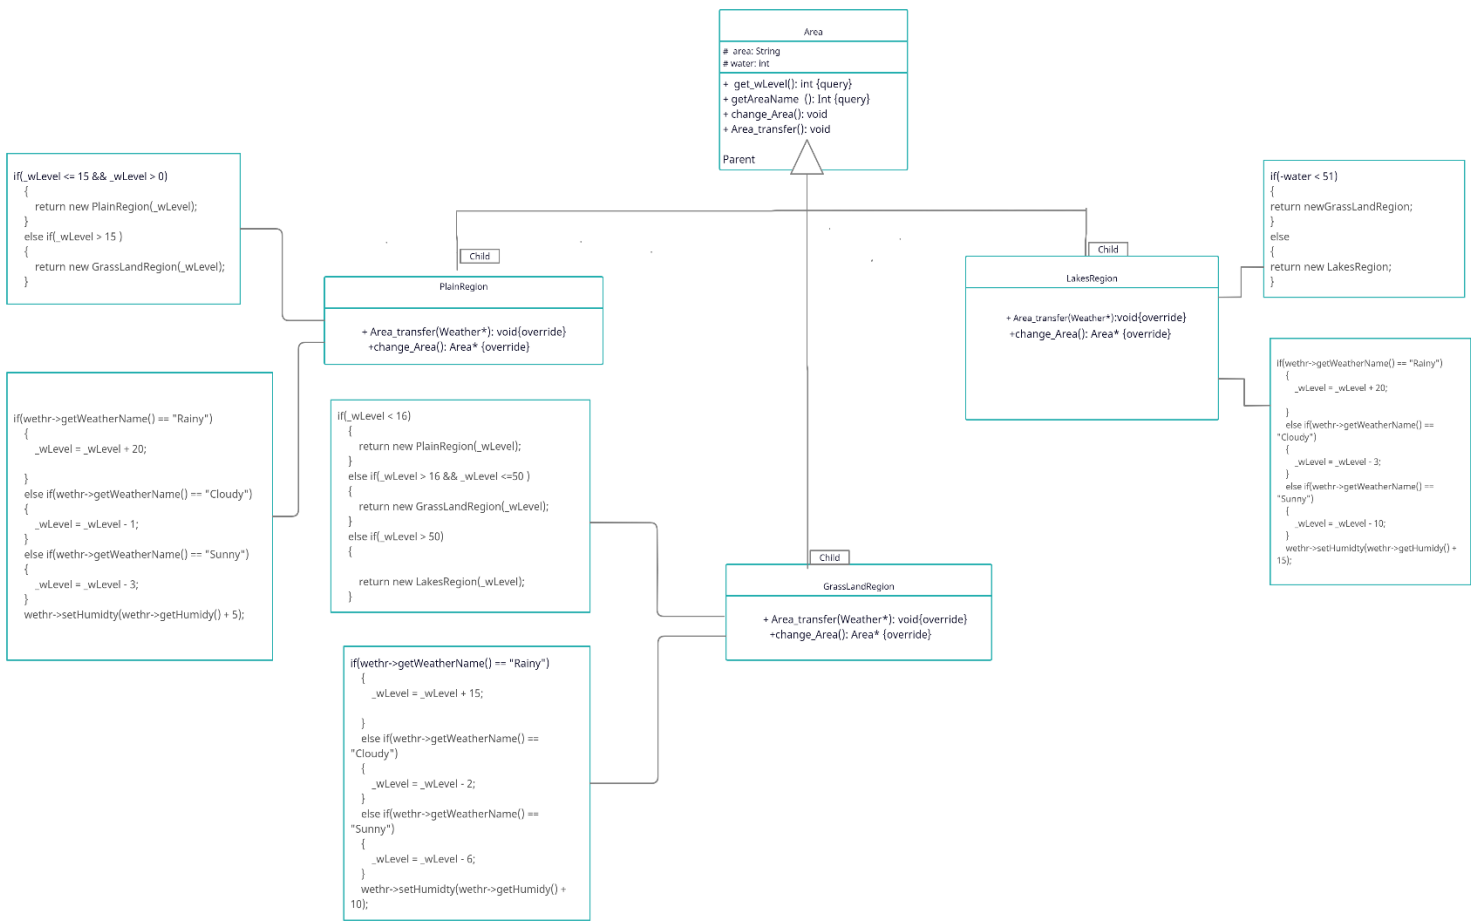 Area
# area: String
# water: int
+ get_wLevel(): int {query}
+ getAreaName (): Int {query}
+ change_Area(): void
+ Area_transfer(): void
Parent
if(_wLevel <= 15 && _wLevel > 0)
{
return new PlainRegion(_wLevel);
}
else if(_wLevel > 15 )
{
return new GrassLandRegion(_wLevel);
}
Child
PlainRegion
+ Area_transfer(Weather*): void{override}
+change_Area(): Area* {override}
Child
LakesRegion
+ Area_transfer(Weather*):void{override}
+change_Area(): Area* {override}
if(-water < 51)
{
return newGrassLandRegion;
}
else
{
return new LakesRegion;
}
if(wethr->getWeatherName() == "Rainy")
{
_wLevel = _wLevel + 20;
}
else if(wethr->getWeatherName() == "Cloudy")
{
_wLevel = _wLevel - 1;
}
else if(wethr->getWeatherName() == "Sunny")
{
_wLevel = _wLevel - 3;
}
wethr->setHumidty(wethr->getHumidy() + 5);
if(_wLevel < 16)
{
return new PlainRegion(_wLevel);
}
else if(_wLevel > 16 && _wLevel <=50 )
{
return new GrassLandRegion(_wLevel);
}
else if(_wLevel > 50)
{
return new LakesRegion(_wLevel);
}
if(wethr->getWeatherName() == "Rainy")
{
_wLevel = _wLevel + 20;
}
else if(wethr->getWeatherName() ==
"Cloudy")
{
_wLevel = _wLevel - 3;
}
else if(wethr->getWeatherName() ==
"Sunny")
{
_wLevel = _wLevel - 10;
}
wethr->setHumidty(wethr->getHumidy() +
15);
Child
GrassLandRegion
+ Area_transfer(Weather*): void{override}
+change_Area(): Area* {override}
if(wethr->getWeatherName() == "Rainy")
{
_wLevel = _wLevel + 15;
}
else if(wethr->getWeatherName() ==
"Cloudy")
{
_wLevel = _wLevel - 2;
}
else if(wethr->getWeatherName() ==
"Sunny")
{
_wLevel = _wLevel - 6;
}
wethr->setHumidty(wethr->getHumidy() +
10);